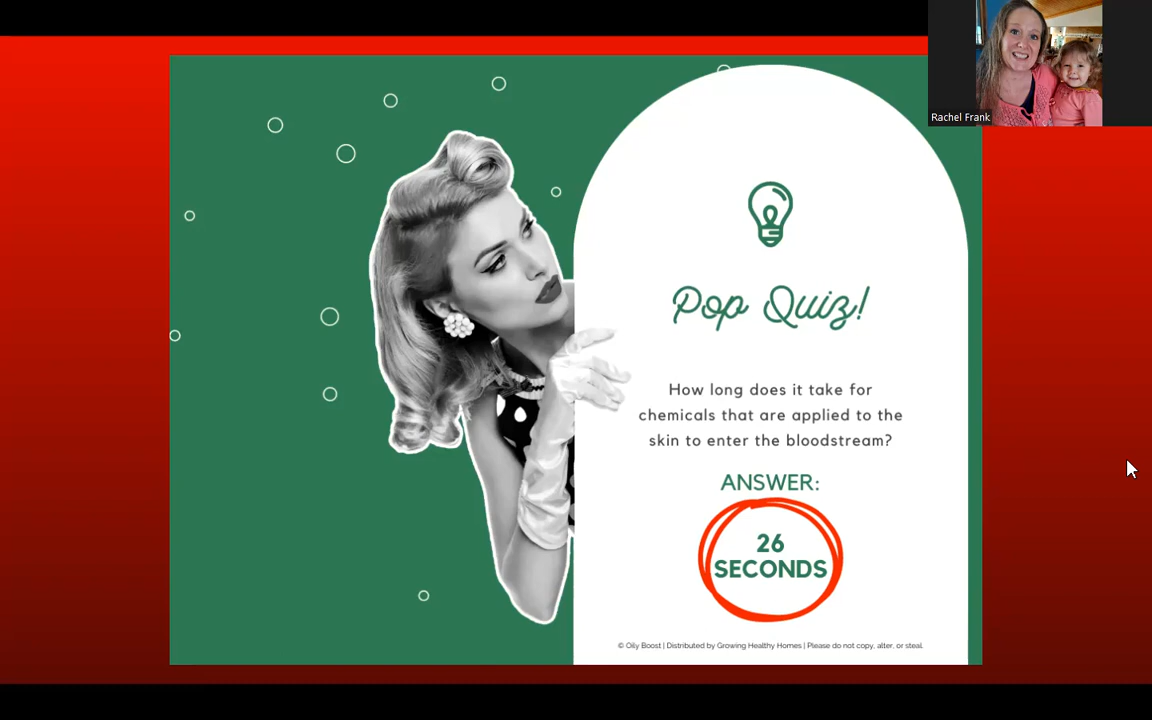 Rachel Frank
Pop Quiz!
How long does it take for
chemicals that are applied to the
skin to enter the bloodstream?
ANSWER:
26
SECONDS
© Oily Boost | Distributed by Growing Healthy Homes | Please do not copy, alter, or steal.